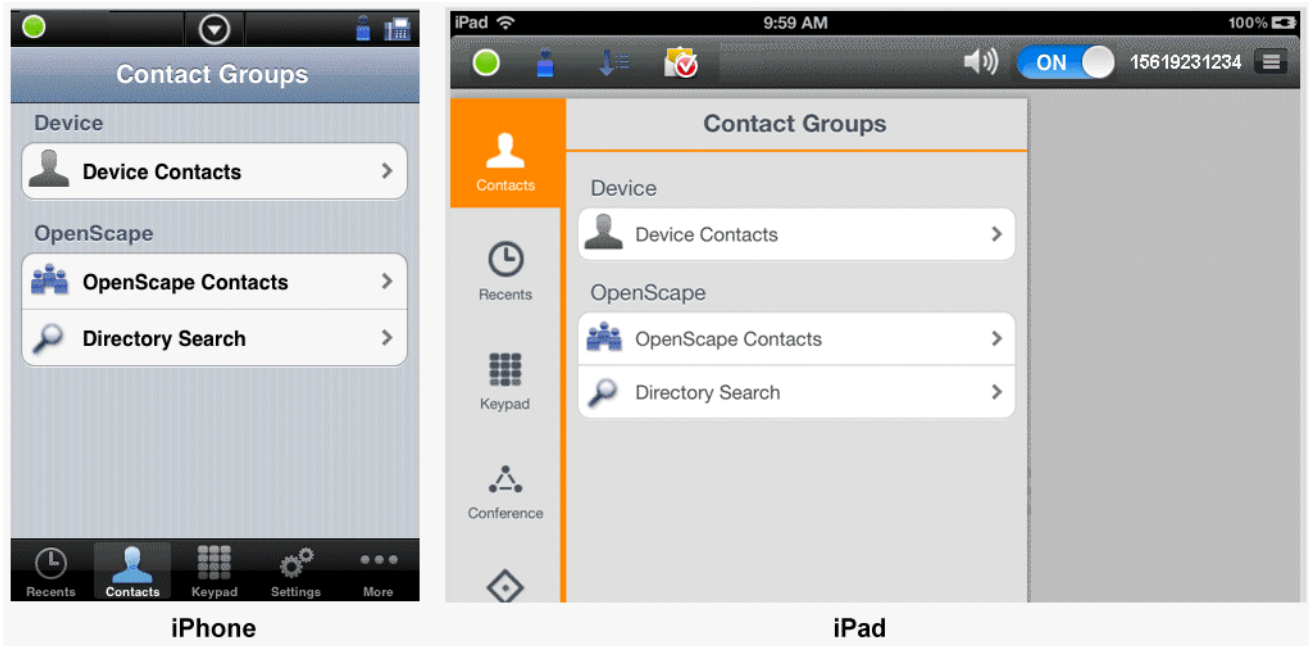 Contact Groups
Device
Device Contacts
OpenScape
OpenScape Contacts
Directory Search
Recents Contacts Keypad Settings More
iPhone
iPad 9:59 AM 100%
ON 15619231234
Contacts
Recents
Keypad
Conference
Contact Groups
Device
Device Contacts
OpenScape
OpenScape Contacts
Directory Search
iPad